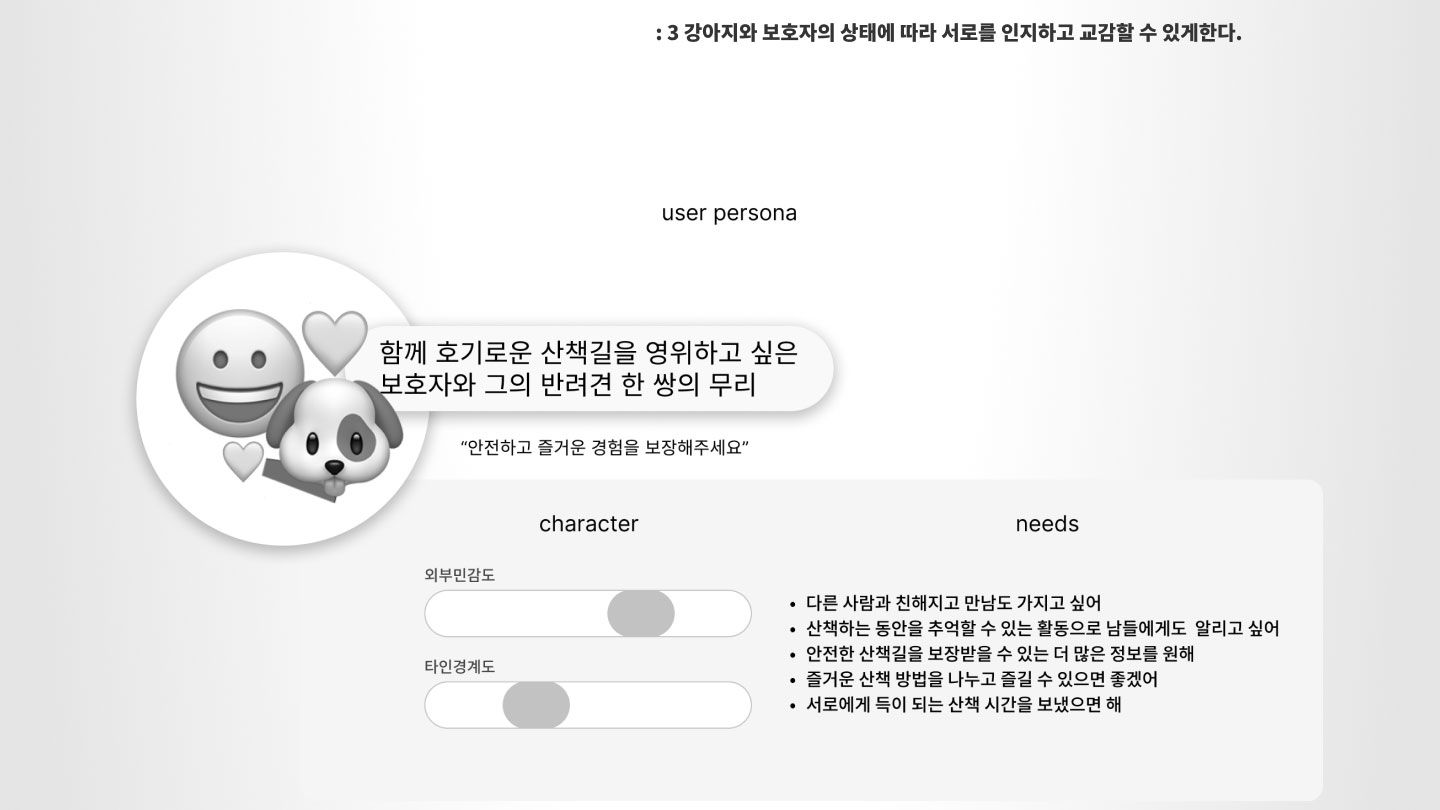 : 3 강아지와 보호자의 상태에 따라 서로를 인지하고 교감할 수 있게한다.
user persona
함께 호기로운 산책길을 영위하고 싶은
보호자와 그의 반려견 한 쌍의 무리
“안전하고 즐거운 경험을 보장해주세요”
character
외부민감도
타인경계도
needs
• 다른 사람과 친해지고 만남도 가지고 싶어
• 산책하는 동안을 추억할 수 있는 활동으로 남들에게도 알리고 싶어
• 안전한 산책길을 보장받을 수 있는 더 많은 정보를 원해
• 즐거운 산책 방법을 나누고 즐길 수 있으면 좋겠어
• 서로에게 득이 되는 산책 시간을 보냈으면 해